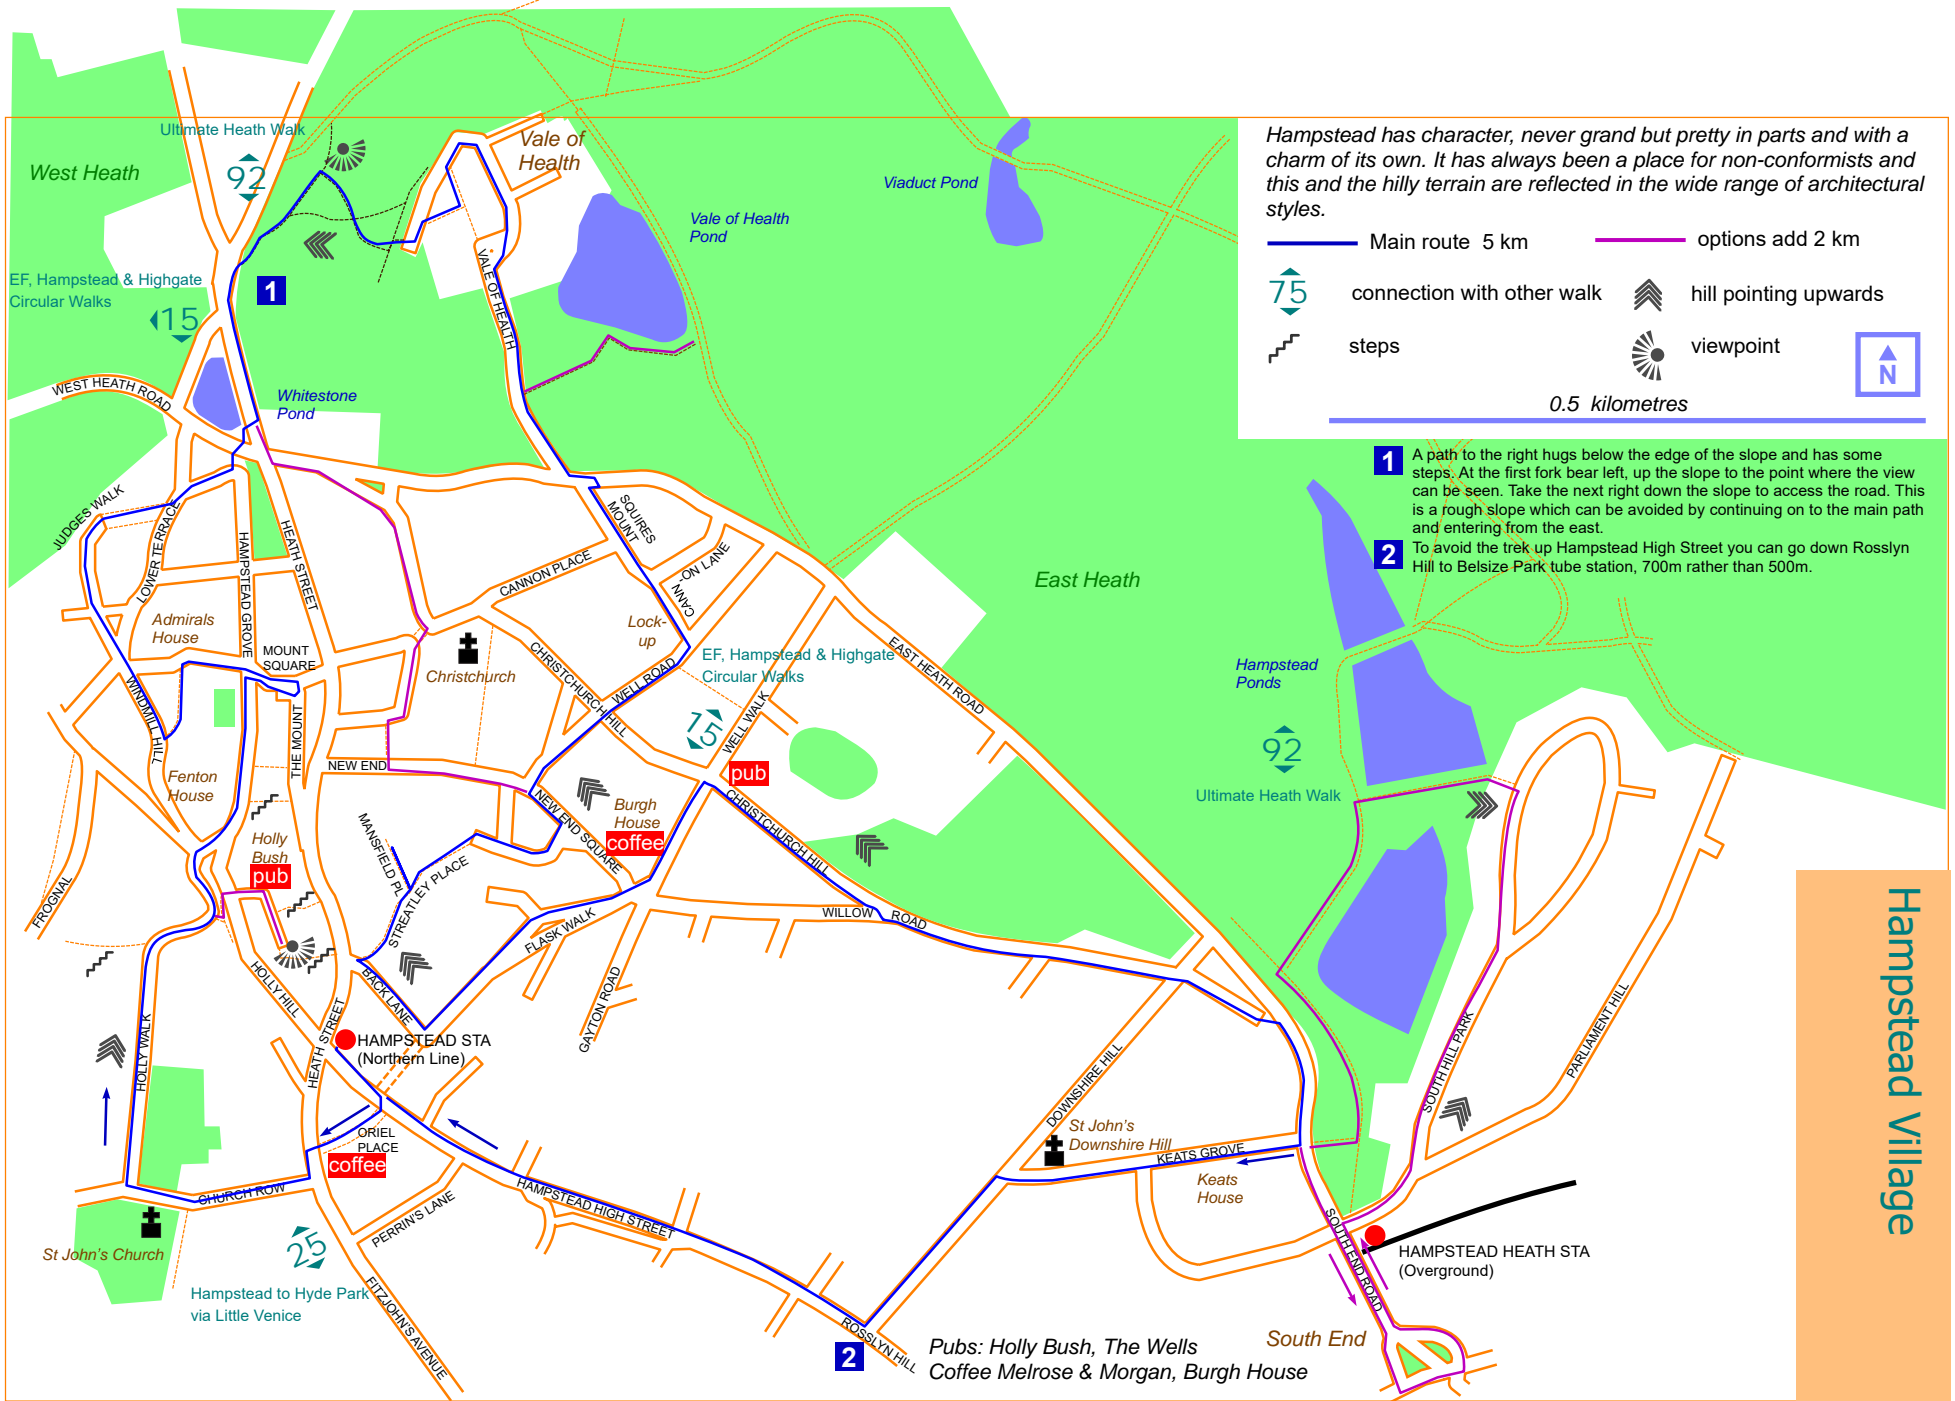 Hampstead has character, never grand but pretty in parts and with a
charm of its own. It has always been a place for non-conformists and
this and the hilly terrain are reflected in the wide range of architectural
styles.
Main route 5 km
options add 2 km
75
connection with other walk
hill pointing upwards
steps
viewpoint
N
0.5 kilometres
1
A path to the right hugs below the edge of the slope and has some
steps. At the first fork bear left, up the slope to the point where the view
can be seen. Take the next right down the slope to access the road. This
is a rough slope which can be avoided by continuing on to the main path
and entering from the east.
2
To avoid the trek up Hampstead High Street you can go down Rosslyn
Hill to Belsize Park tube station, 700m rather than 500m.
Hampstead Village
Ultimate Heath Walk
92
West Heath
Vale of
Health
Viaduct Pond
Vale of Health
Pond
VALE OF HEALTH
EF, Hampstead & Highgate
Circular Walks
15
1
WEST HEATH ROAD
Whitestone
Pond
JUDGES WALK
LOWER TERRACE
HAMPSTEAD GROVE
HEATH STREET
SQUIRES
MOUNT
CANNON PLACE
CANN-
-ON LANE
East Heath
Admirals
House
MOUNT
SQUARE
Lock-
up
Christchurch
CHRISTCHURCH HILL
WELL ROAD
EF, Hampstead & Highgate
Circular Walks
15
EAST HEATH ROAD
WELL WALK
Hampstead
Ponds
92
Ultimate Heath Walk
WINDMILL HILL
THE MOUNT
Fenton
House
NEW END
pub
Burgh
House
coffee
NEW END SQUARE
CHRISTCHURCH HILL
MANSFIELD PL
STREATLEY PLACE
Holly
Bush
pub
FROGNAL
FLASK WALK
WILLOW ROAD
HOLLY HILL
BACK LANE
GAYTON ROAD
HOLLY WALK
HEATH STREET
HAMPSTEAD STA
(Northern Line)
DOWNSHIRE HILL
SOUTH HILL PARK
PARLIAMENT HILL
ORIEL
PLACE
coffee
St John's
Downshire Hill
KEATS GROVE
Keats
House
CHURCH ROW
PERRIN'S LANE
HAMPSTEAD HIGH STREET
St John's Church
25
Hampstead to Hyde Park
via Little Venice
FITZJOHN'S AVENUE
SOUTH END ROAD
HAMPSTEAD HEATH STA
(Overground)
South End
ROSSLYN HILL
2
Pubs: Holly Bush, The Wells
Coffee Melrose & Morgan, Burgh House